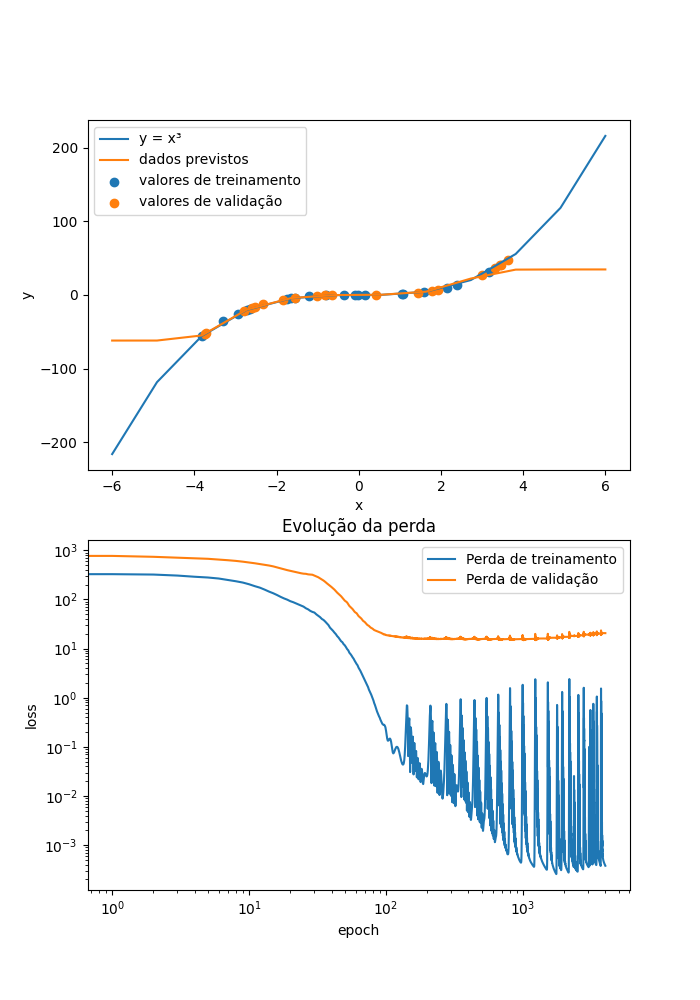 y = x³
dados previstos
valores de treinamento
valores de validação
200
100
0
−100
−200
y
−6
−4
−2
0
2
4
6
x
Evolução da perda
Perda de treinamento
Perda de validação
10³
10²
10¹
10⁰
10⁻¹
10⁻²
10⁻³
loss
10⁰
10¹
10²
10³
epoch